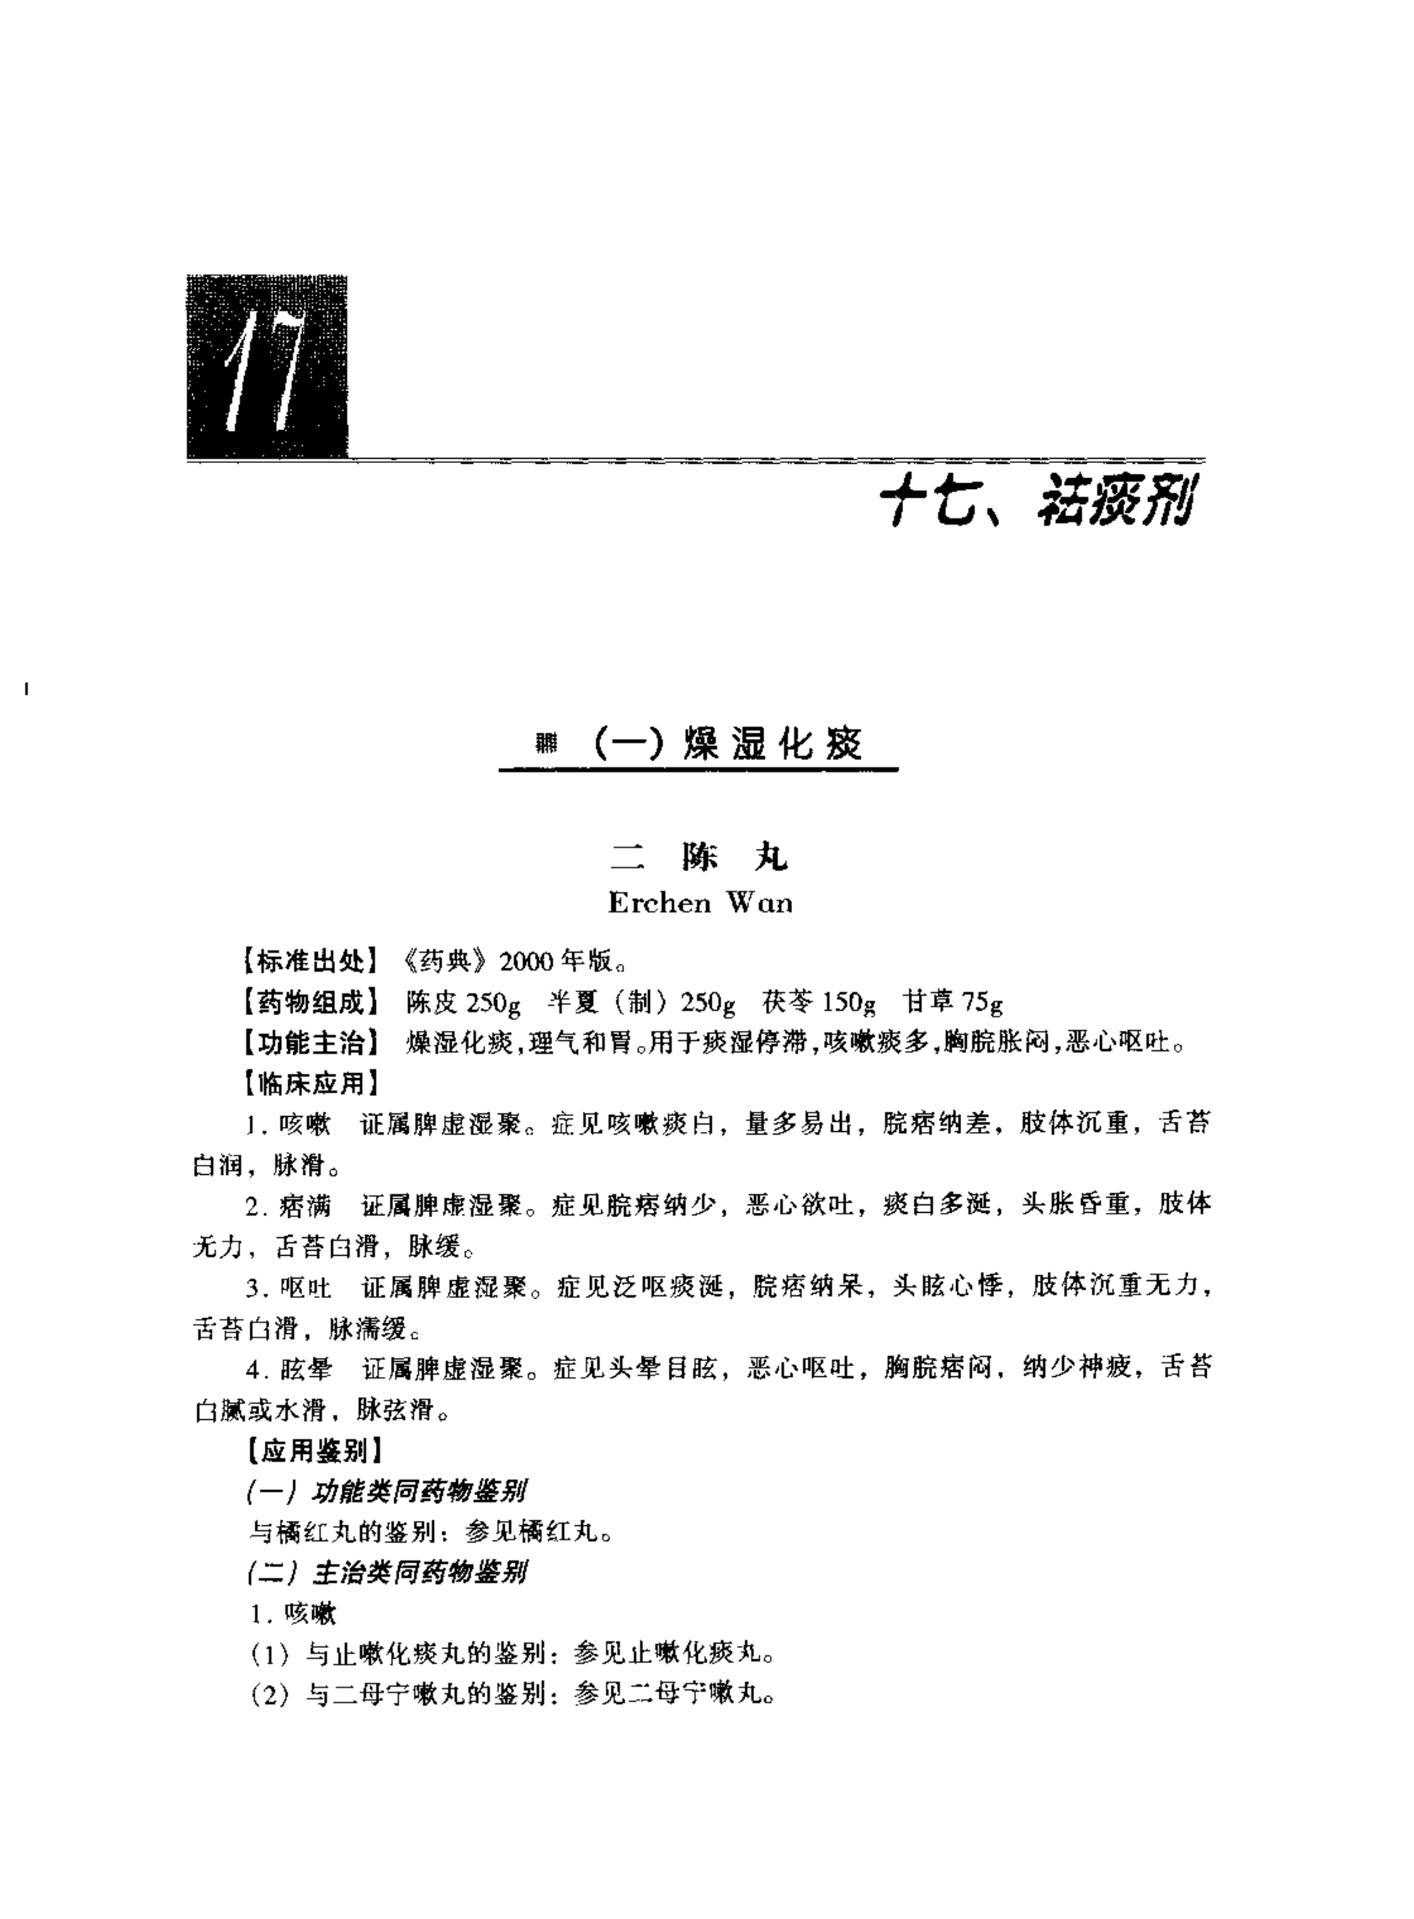 17
十七、祛痰剂
(一)燥湿化痰
二 陈 丸
Erchen Wan
【标准出处】 《药典》2000年版。
【药物组成】 陈皮250g 半夏（制）250g 茯苓150g 甘草75g
【功能主治】 燥湿化痰,理气和胃。用于痰湿停滞,咳嗽痰多,胸脘胀闷,恶心呕吐。
【临床应用】
1. 咳嗽 证属脾虚湿聚。症见咳嗽痰白，量多易出，脘痞纳差，肢体沉重，舌苔
白润，脉滑。
2. 痞满 证属脾虚湿聚。症见脘痞纳少，恶心欲吐，痰白多涎，头胀昏重，肢体
无力，舌苔白滑，脉缓。
3. 呕吐 证属脾虚湿聚。症见泛呕痰涎，脘痞纳呆，头眩心悸，肢体沉重无力，
舌苔白滑，脉濡缓。
4. 眩晕 证属脾虚湿聚。症见头晕目眩，恶心呕吐，胸脘痞闷，纳少神疲，舌苔
白腻或水滑，脉弦滑。
【应用鉴别】
(一) 功能类同药物鉴别
与橘红丸的鉴别：参见橘红丸。
(二) 主治类同药物鉴别
1. 咳嗽
（1）与止嗽化痰丸的鉴别：参见止嗽化痰丸。
（2）与二母宁嗽丸的鉴别：参见二母宁嗽丸。